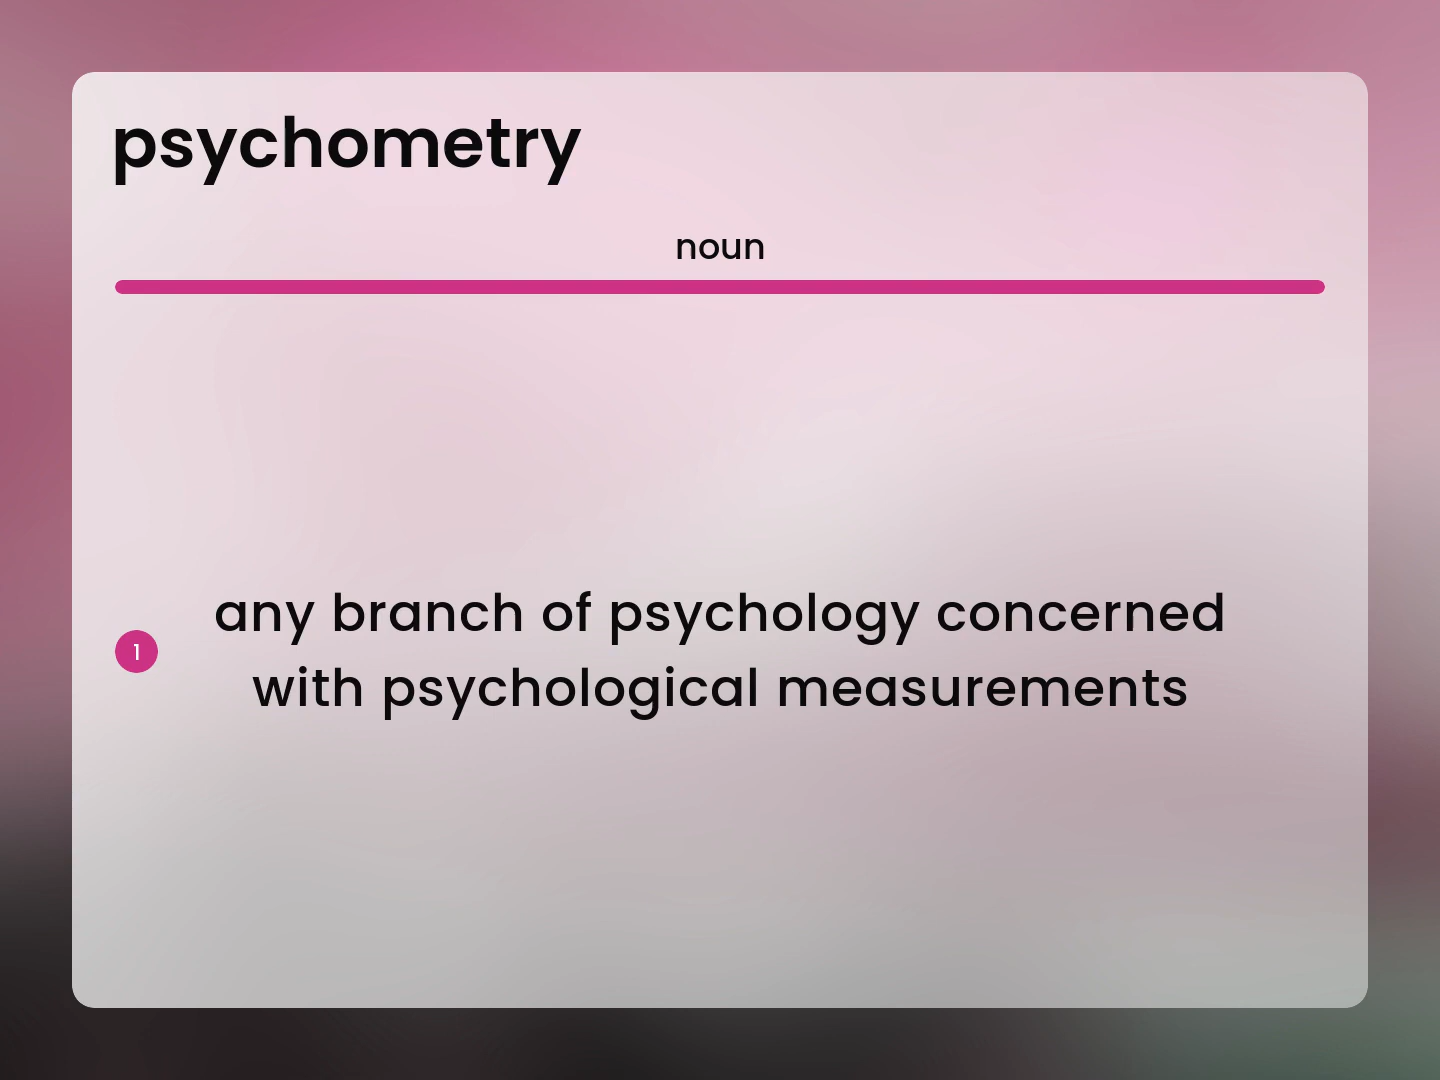 psychometry
noun
1
any branch of psychology concerned
with psychological measurements